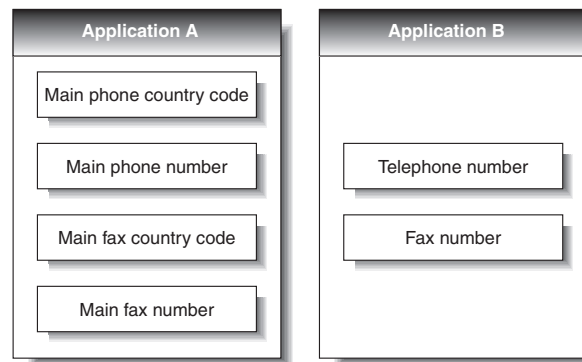 Application A
Main phone country code
Main phone number
Main fax country code
Main fax number
Application B
Telephone number
Fax number